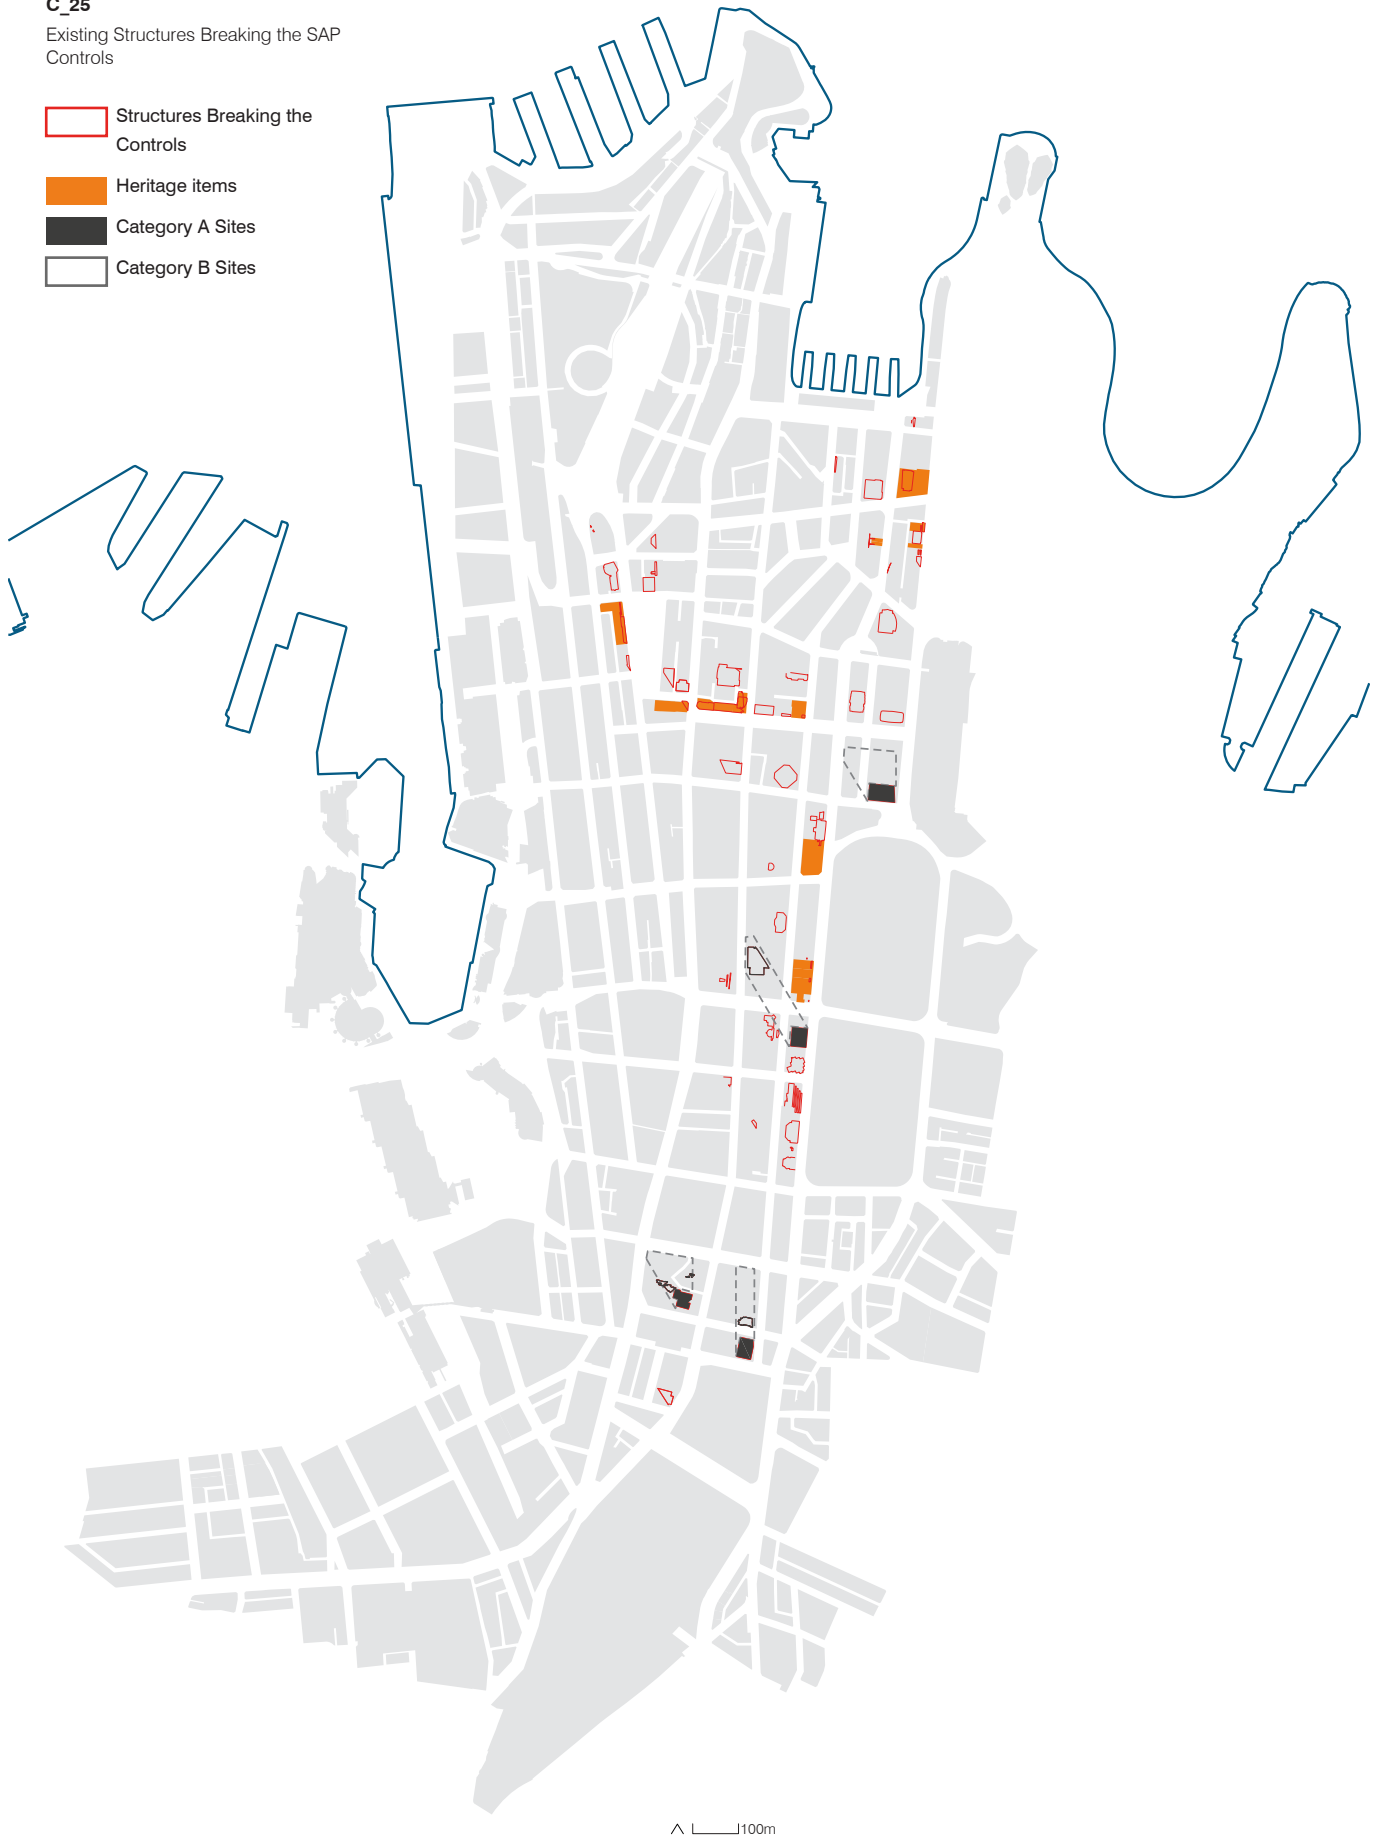 C_25
Existing Structures Breaking the SAP
Controls
Structures Breaking the
Controls
Heritage items
Category A Sites
Category B Sites
100m